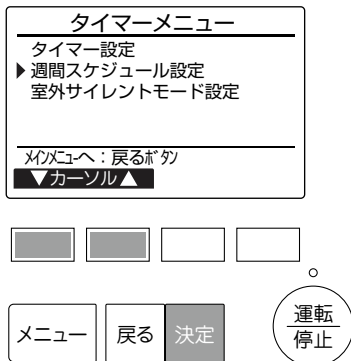 タイマーメニュー
タイマー設定
▶週間スケジュール設定
室外サイレントモード設定
メインメニューへ：戻るボタン
▼カーソル▲
メニュー 戻る 決定
運転
停止